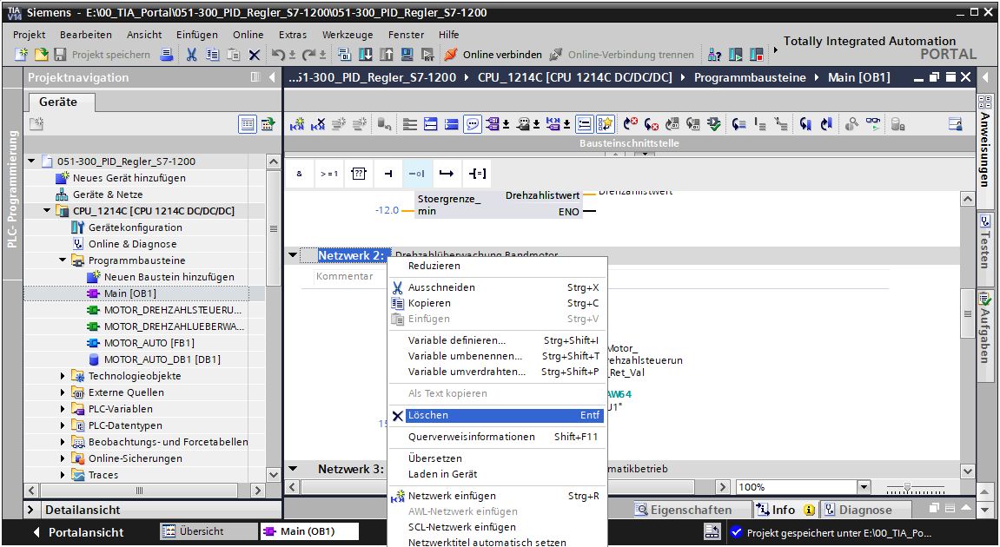 TIA V14 Siemens - E:\00_TIA_Portal\051-300_PID_Regler_S7-1200\051-300_PID_Regler_S7-1200
Projekt Bearbeiten Ansicht Einfügen Online Extras Werkzeuge Fenster Hilfe
Totally Integrated Automation
PORTAL
Projekt speichern RT Online verbinden Online-Verbindung trennen
Projektnavigation
...51-300_PID_Regler_S7-1200 CPU_1214C [CPU 1214C DC/DC/DC] Programmbausteine Main [OB1]
Geräte
PLC-Programmierung
051-300_PID_Regler_S7-1200
Neues Gerät hinzufügen
Geräte & Netze
CPU_1214C [CPU 1214C DC/DC/DC]
Gerätekonfiguration
Online & Diagnose
Programmbausteine
Neuen Baustein hinzufügen
Main [OB1]
MOTOR_DREHZAHLSTEUERU...
MOTOR_DREHZAHLUEBERWA...
MOTOR_AUTO [FB1]
MOTOR_AUTO_DB1 [DB1]
Technologieobjekte
Externe Quellen
PLC-Variablen
PLC-Datentypen
Beobachtungs- und Forcetabellen
Online-Sicherungen
Traces
Detailansicht
Bausteinschnittstelle
& >=1 ??
Stoergrenze_
min
-12.0
Drehzahlistwert
Drehzahlistwert
ENO
Netzwerk 2: Drehzahlüberwachung Bandmotor
Kommentar
Reduzieren
Ausschneiden Strg+X
Kopieren Strg+C
Einfügen Strg+V
Variable definieren... Strg+Shift+I
Variable umbenennen... Strg+Shift+T
Variable umverdrahten... Strg+Shift+P
Als Text kopieren
Löschen Entf
Querverweisinformationen Shift+F11
Übersetzen
Laden in Gerät
Netzwerk einfügen Strg+R
AWL-Netzwerk einfügen
SCL-Netzwerk einfügen
Netzwerktitel automatisch setzen
Motor_
rehzahlsteuerun
_Ret_Val
AW64
U1"
15
Netzwerk 3: matikbetrieb
100%
Eigenschaften Info Diagnose
Anweisungen
Testen
Aufgaben
Portalansicht Übersicht Main (OB1)
Projekt gespeichert unter E:\00_TIA_Po...